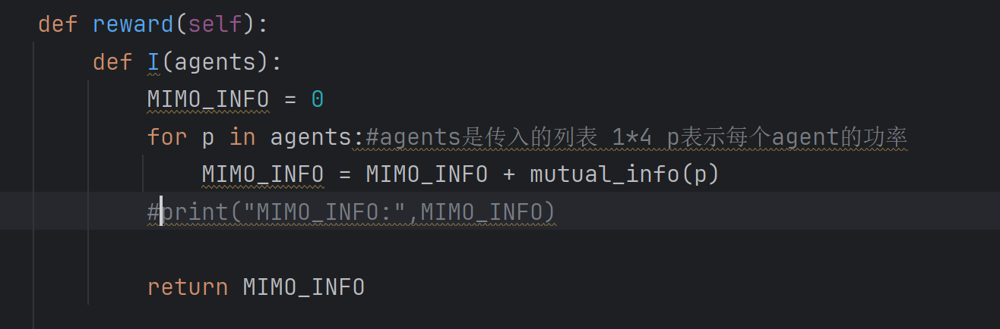 def reward(self):
def I(agents):
MIMO_INFO = 0
for p in agents:#agents是传入的列表 1*4 p表示每个agent的功率
MIMO_INFO = MIMO_INFO + mutual_info(p)
#print("MIMO_INFO:",MIMO_INFO)
return MIMO_INFO